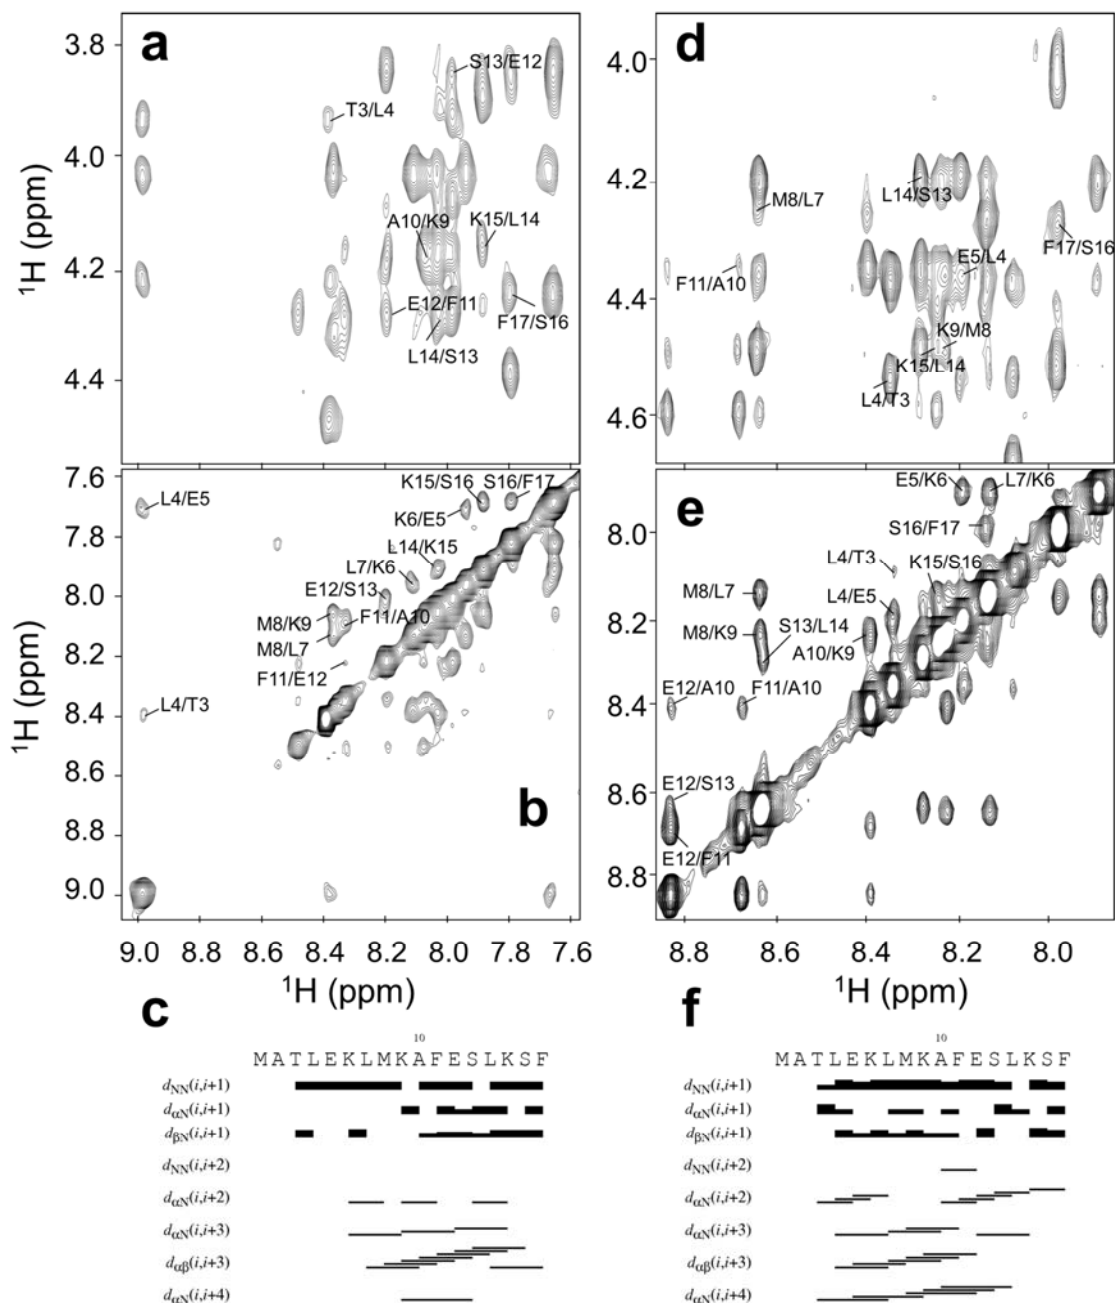 a
3.8
4.0
4.2
4.4
¹H (ppm)
S13/E12
T3/L4
A10/K9
K15/L14
E12/F11
F17/S16
L14/S13
d
4.0
4.2
4.4
4.6
¹H (ppm)
L14/S13
M8/L7
F17/S16
E5/L4
F11/A10
K9/M8
K15/L14
L4/T3
b
7.6
7.8
8.0
8.2
8.4
8.6
8.8
9.0
¹H (ppm)
K15/S16 S16/F17
L4/E5
K6/E5
L14/K15
L7/K6
E12/S13
M8/K9
F11/A10
M8/L7
F11/E12
L4/T3
9.0 8.8 8.6 8.4 8.2 8.0 7.8 7.6
¹H (ppm)
e
8.0
8.2
8.4
8.6
8.8
¹H (ppm)
E5/K6 L7/K6
S16/F17
L4/T3
K15/S16
M8/L7
L4/E5
M8/K9
S13/L14
A10/K9
E12/A10 F11/A10
E12/S13
E12/F11
8.8 8.6 8.4 8.2 8.0
¹H (ppm)
c
10
M A T L E K L M K A F E S L K S F
dNN(i,i+1)
dαN(i,i+1)
dβN(i,i+1)
dNN(i,i+2)
dαN(i,i+2)
dαN(i,i+3)
dαβ(i,i+3)
dαN(i,i+4)
f
10
M A T L E K L M K A F E S L K S F
dNN(i,i+1)
dαN(i,i+1)
dβN(i,i+1)
dNN(i,i+2)
dαN(i,i+2)
dαN(i,i+3)
dαβ(i,i+3)
dαN(i,i+4)